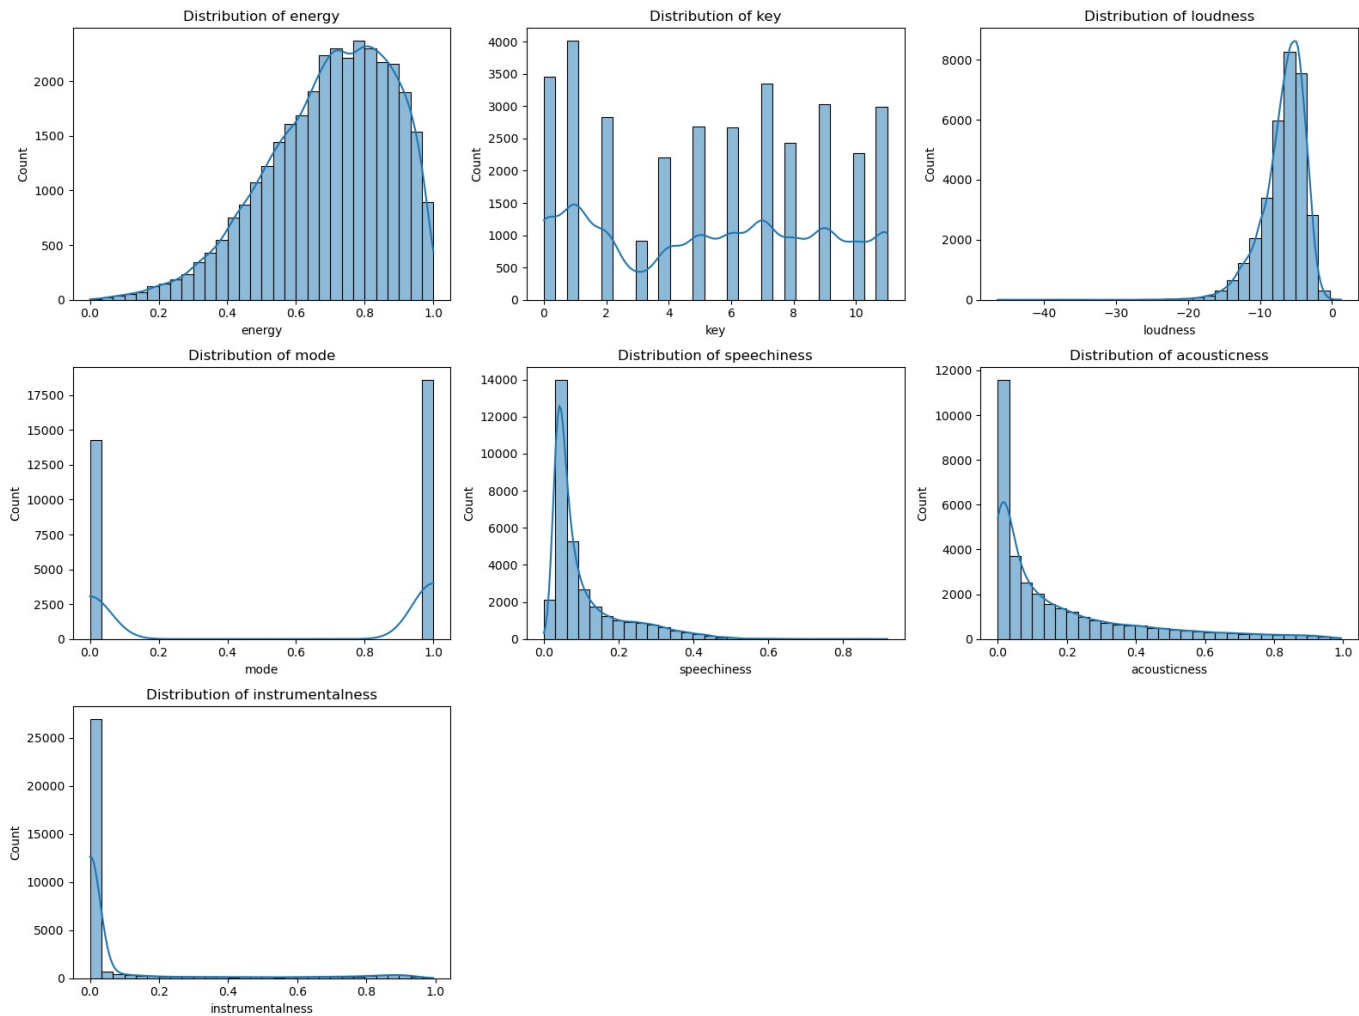 Distribution of energy
Count
2000
1500
1000
500
0
0.0 0.2 0.4 0.6 0.8 1.0
energy
Distribution of key
Count
4000
3500
3000
2500
2000
1500
1000
500
0
0 2 4 6 8 10
key
Distribution of loudness
Count
8000
6000
4000
2000
0
−40 −30 −20 −10 0
loudness
Distribution of mode
Count
17500
15000
12500
10000
7500
5000
2500
0
0.0 0.2 0.4 0.6 0.8 1.0
mode
Distribution of speechiness
Count
14000
12000
10000
8000
6000
4000
2000
0
0.0 0.2 0.4 0.6 0.8
speechiness
Distribution of acousticness
Count
12000
10000
8000
6000
4000
2000
0
0.0 0.2 0.4 0.6 0.8 1.0
acousticness
Distribution of instrumentalness
Count
25000
20000
15000
10000
5000
0
0.0 0.2 0.4 0.6 0.8 1.0
instrumentalness